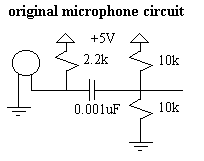 original microphone circuit
+5V
2.2k
10k
0.001uF
10k